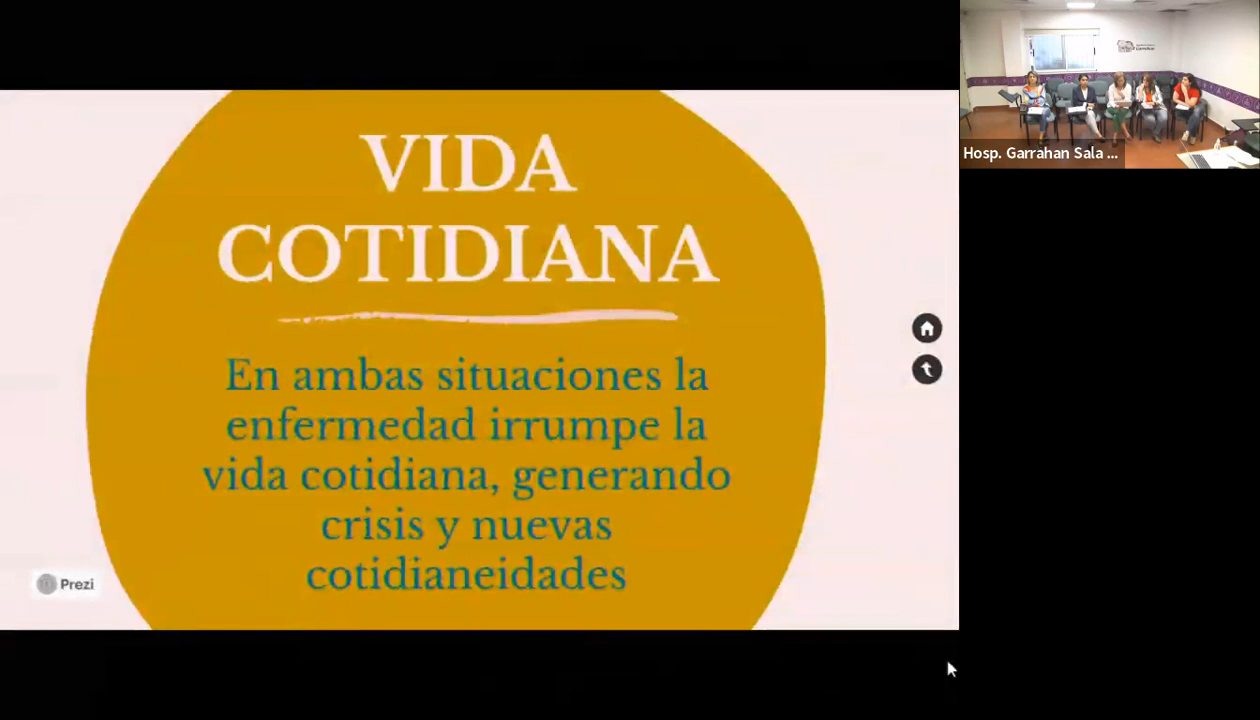 VIDA
COTIDIANA
En ambas situaciones la
enfermedad irrumpe la
vida cotidiana, generando
crisis y nuevas
cotidianeidades
Prezi
Hosp. Garrahan Sala ...